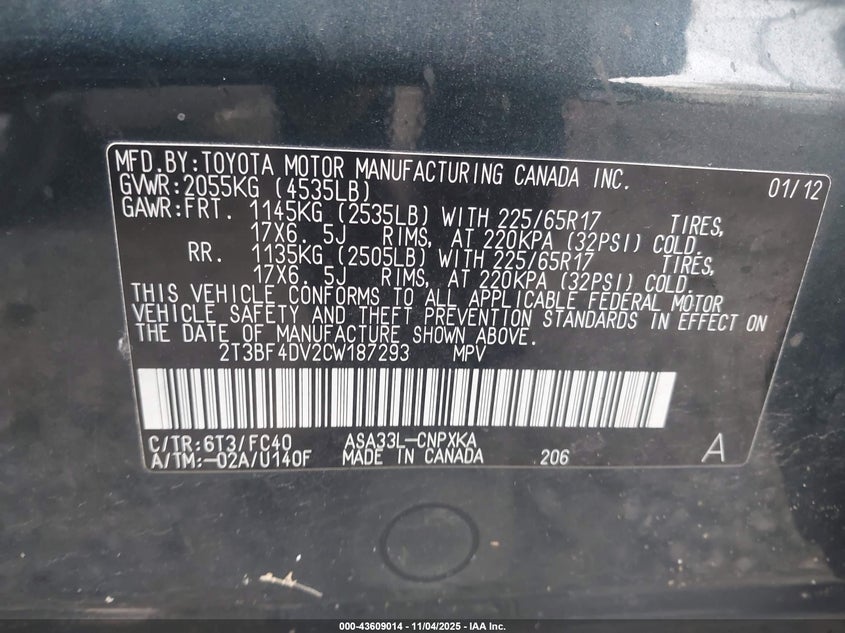 MFD.BY:TOYOTA MOTOR MANUFACTURING CANADA INC. 01/12
GVWR:2055KG (4535LB)
GAWR:FRT. 1145KG (2535LB) WITH 225/65R17 TIRES,
17X6. 5J RIMS, AT 220KPA (32PSI) COLD.
RR. 1135KG (2505LB) WITH 225/65R17 TIRES,
17X6. 5J RIMS, AT 220KPA (32PSI) COLD.
THIS VEHICLE CONFORMS TO ALL APPLICABLE FEDERAL MOTOR
VEHICLE SAFETY AND THEFT PREVENTION STANDARDS IN EFFECT ON
THE DATE OF MANUFACTURE SHOWN ABOVE.
2T3BF4DV2CW187293 MPV
C/TR:6T3/FC40 ASA33L-CNPXKA
A/TM:-02A/U140F MADE IN CANADA 206 A
000-43609014 - 11/04/2025 - IAA Inc.